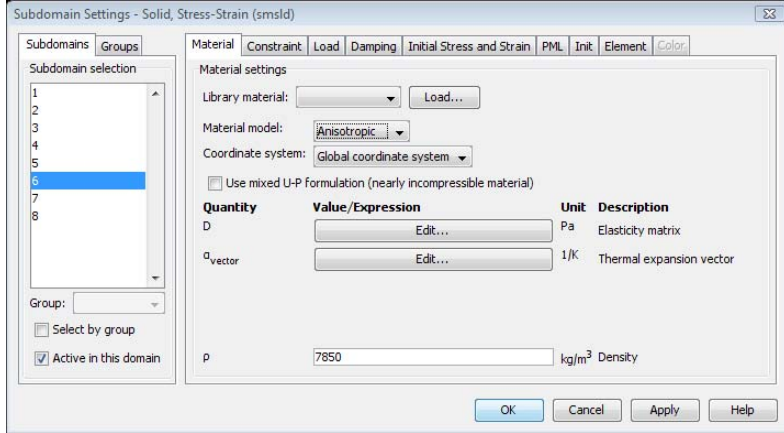 Subdomain Settings - Solid, Stress-Strain (smsld)
Subdomains Groups
Subdomain selection
1
2
3
4
5
6
7
8
Group:
Select by group
Active in this domain
Material Constraint Load Damping Initial Stress and Strain PML Init Element Color
Material settings
Library material: Load...
Material model: Anisotropic
Coordinate system: Global coordinate system
Use mixed U-P formulation (nearly incompressible material)
Quantity Value/Expression Unit Description
D Edit... Pa Elasticity matrix
αvector Edit... 1/K Thermal expansion vector
ρ 7850 kg/m³ Density
OK Cancel Apply Help